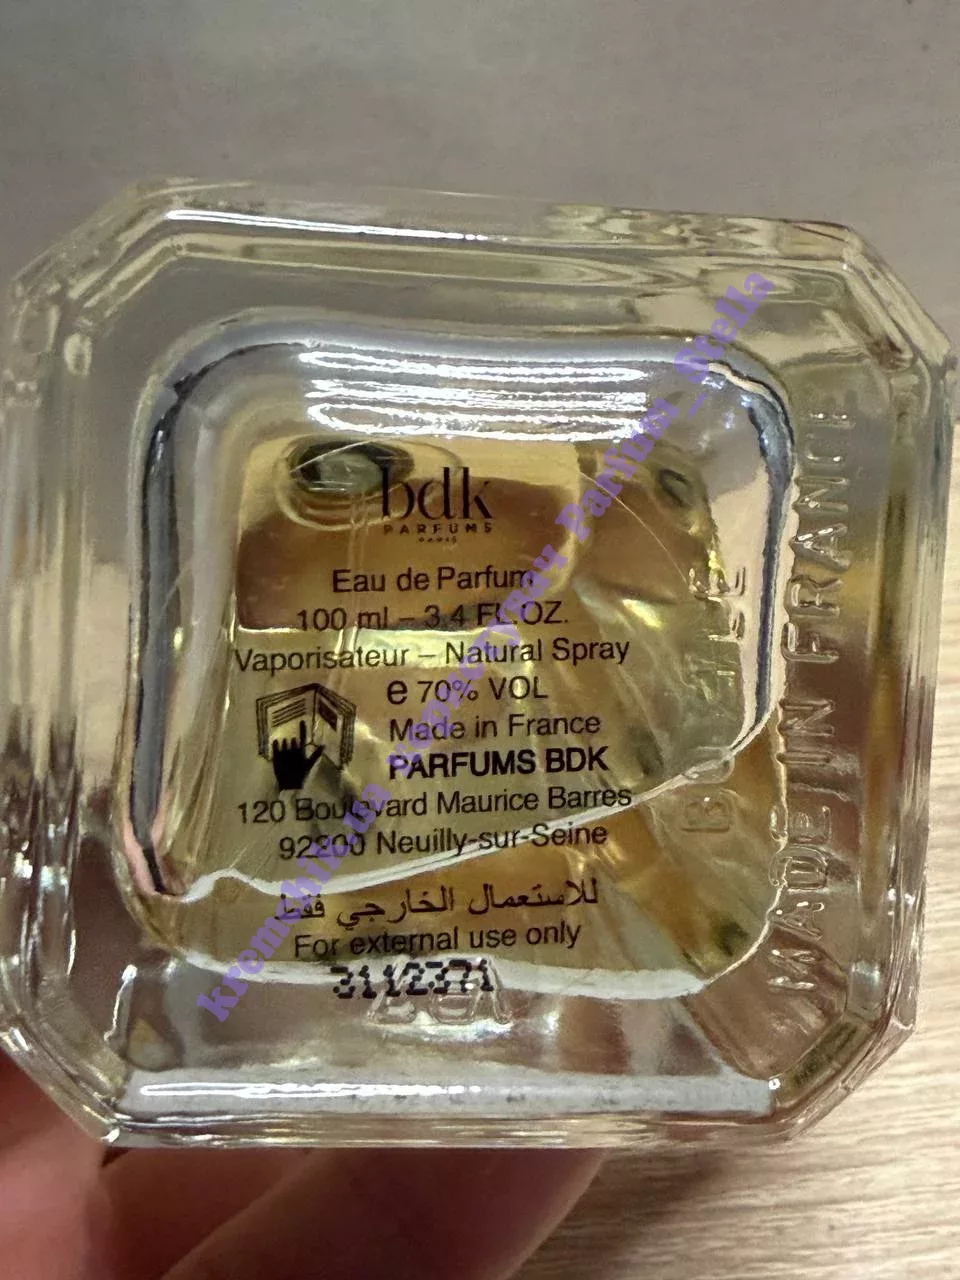 bdk
PARFUMS
PARIS
Eau de Parfum
100 ml – 3.4 FL.OZ.
Vaporisateur – Natural Spray
e 70% VOL
Made in France
PARFUMS BDK
120 Boulevard Maurice Barres
92200 Neuilly-sur-Seine
للاستعمال الخارجي فقط
For external use only
3112371
MADE IN FRANCE